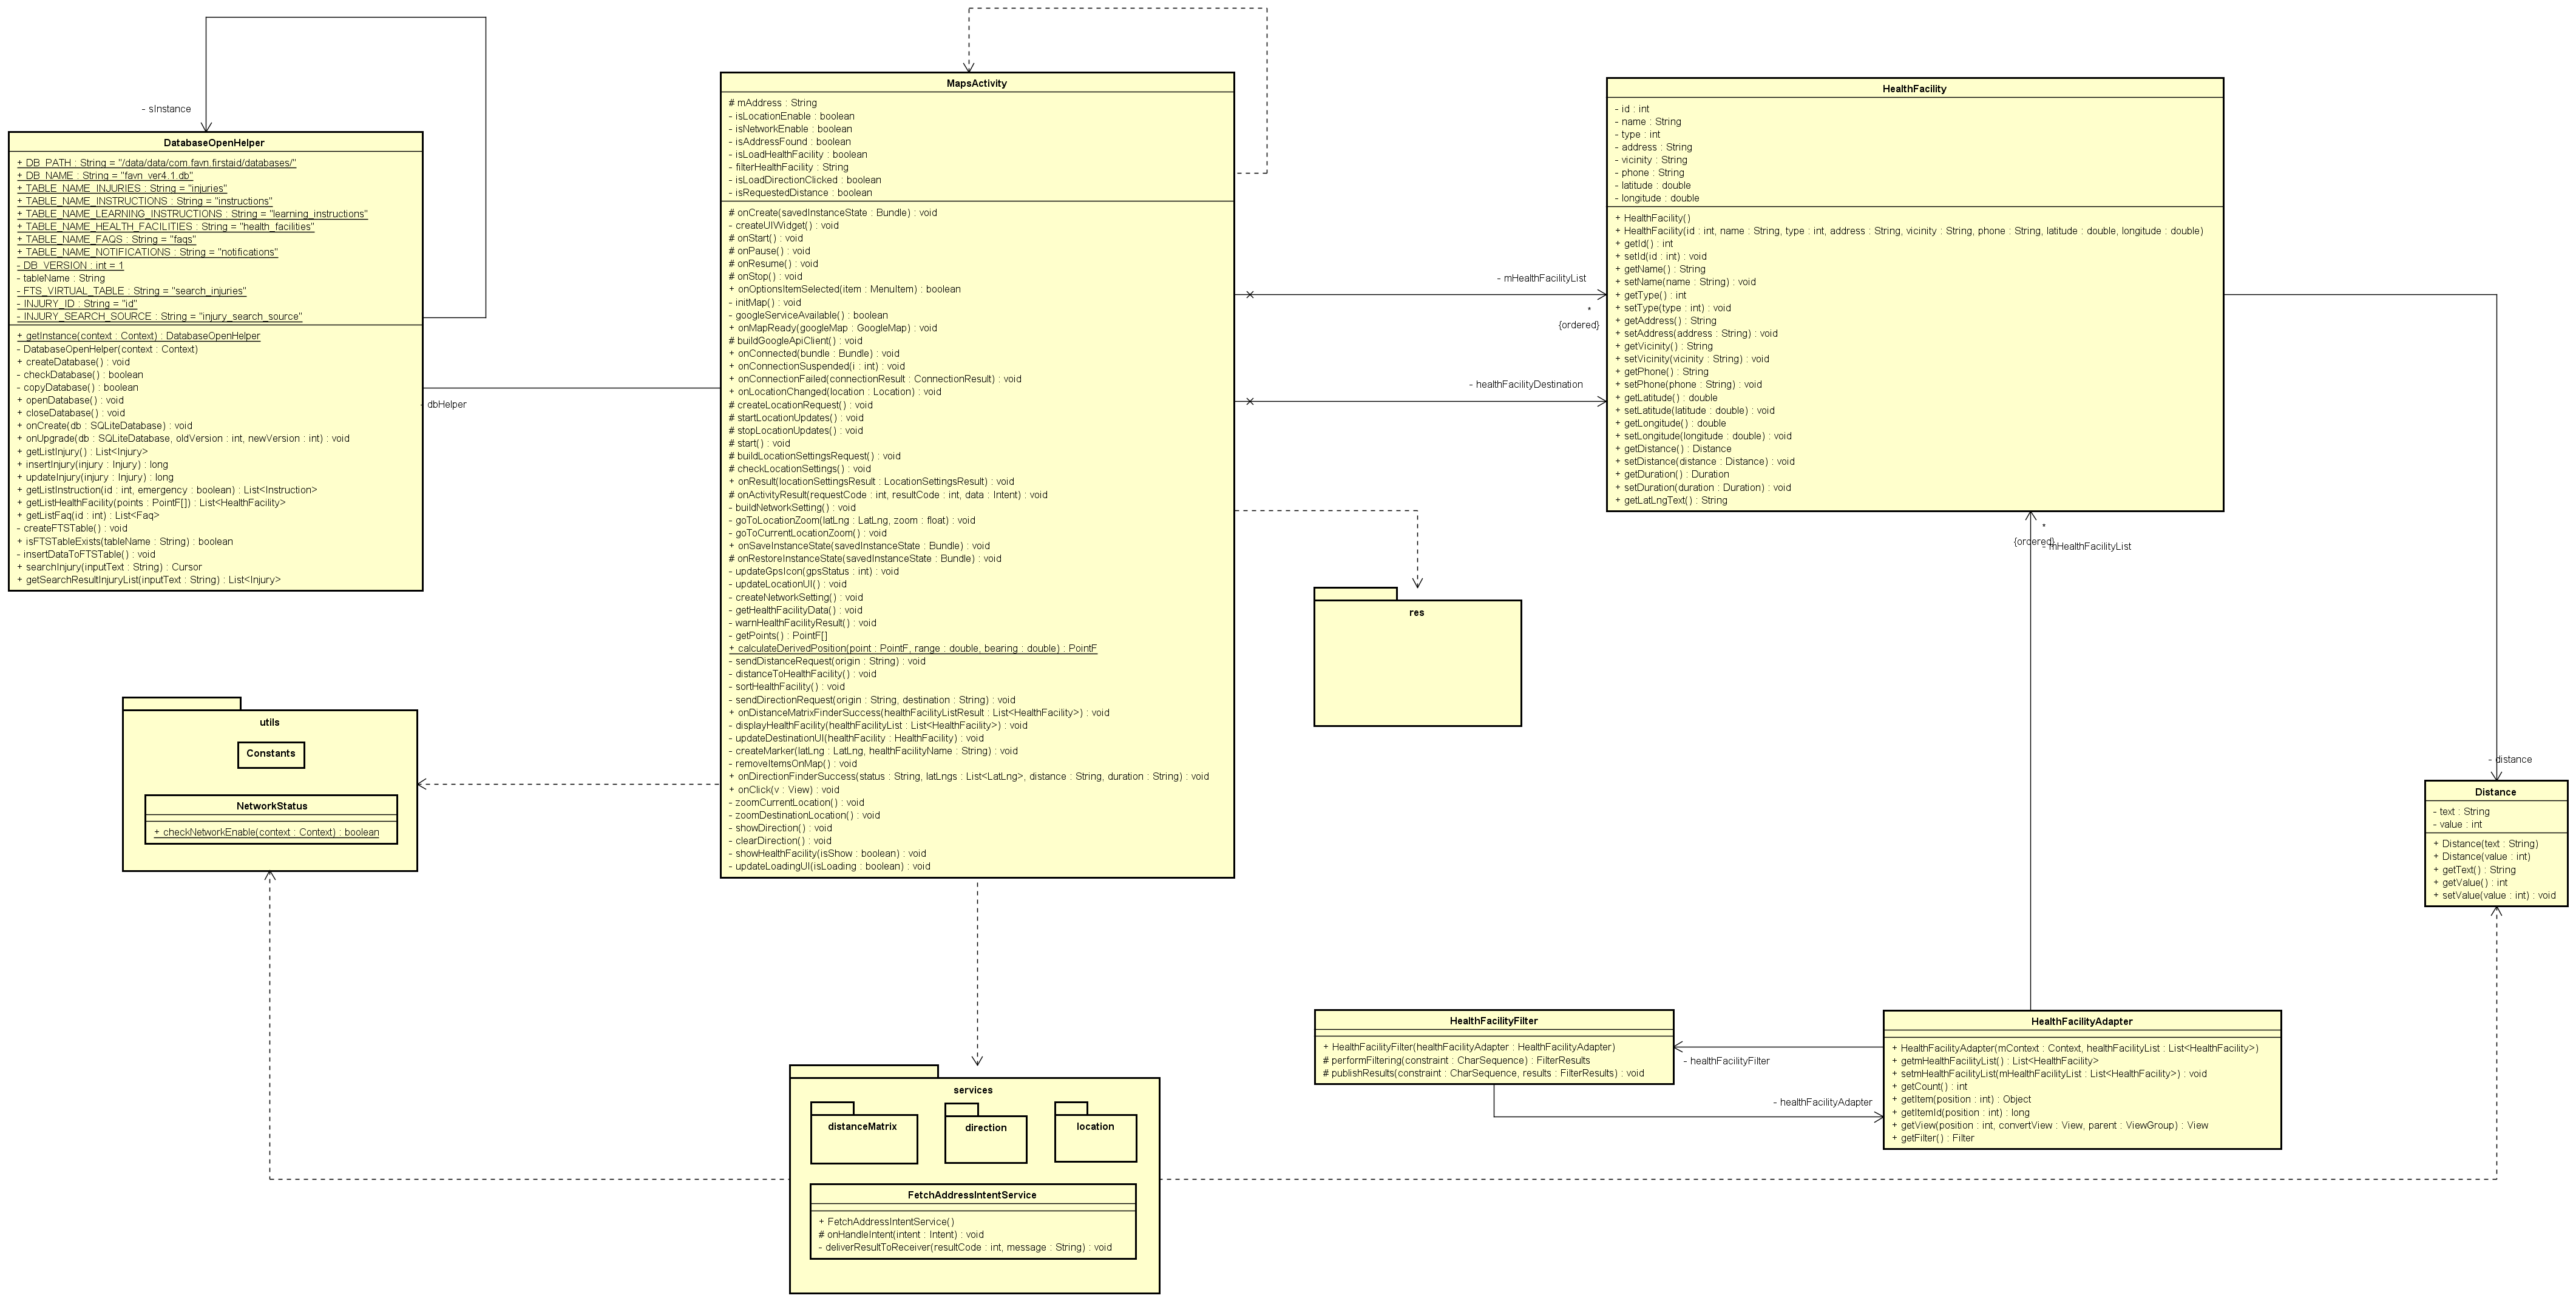 - sInstance
DatabaseOpenHelper
+ DB_PATH : String = "/data/data/com.favn.firstaid/databases/"
+ DB_NAME : String = "favn_ver4.1.db"
+ TABLE_NAME_INJURIES : String = "injuries"
+ TABLE_NAME_INSTRUCTIONS : String = "instructions"
+ TABLE_NAME_LEARNING_INSTRUCTIONS : String = "learning_instructions"
+ TABLE_NAME_HEALTH_FACILITIES : String = "health_facilities"
+ TABLE_NAME_FAQS : String = "faqs"
+ TABLE_NAME_NOTIFICATIONS : String = "notifications"
- DB_VERSION : int = 1
- tableName : String
- FTS_VIRTUAL_TABLE : String = "search_injuries"
- INJURY_ID : String = "id"
- INJURY_SEARCH_SOURCE : String = "injury_search_source"
+ getInstance(context : Context) : DatabaseOpenHelper
- DatabaseOpenHelper(context : Context)
+ createDatabase() : void
- checkDatabase() : boolean
- copyDatabase() : boolean
+ openDatabase() : void
+ closeDatabase() : void
+ onCreate(db : SQLiteDatabase) : void
+ onUpgrade(db : SQLiteDatabase, oldVersion : int, newVersion : int) : void
+ getListInjury() : List<Injury>
+ insertInjury(injury : Injury) : long
+ updateInjury(injury : Injury) : long
+ getListInstruction(id : int, emergency : boolean) : List<Instruction>
+ getListHealthFacility(points : PointF[]) : List<HealthFacility>
+ getListFaq(id : int) : List<Faq>
- createFTSTable() : void
+ isFTSTableExists(tableName : String) : boolean
- insertDataToFTSTable() : void
+ searchInjury(inputText : String) : Cursor
+ getSearchResultInjuryList(inputText : String) : List<Injury>
- dbHelper
MapsActivity
# mAddress : String
- isLocationEnable : boolean
- isNetworkEnable : boolean
- isAddressFound : boolean
- isLoadHealthFacility : boolean
- filterHealthFacility : String
- isLoadDirectionClicked : boolean
- isRequestedDistance : boolean
# onCreate(savedInstanceState : Bundle) : void
- createUIWidget() : void
# onStart() : void
# onPause() : void
# onResume() : void
# onStop() : void
+ onOptionsItemSelected(item : MenuItem) : boolean
- initMap() : void
- googleServiceAvailable() : boolean
+ onMapReady(googleMap : GoogleMap) : void
# buildGoogleApiClient() : void
+ onConnected(bundle : Bundle) : void
+ onConnectionSuspended(i : int) : void
+ onConnectionFailed(connectionResult : ConnectionResult) : void
+ onLocationChanged(location : Location) : void
# createLocationRequest() : void
# startLocationUpdates() : void
# stopLocationUpdates() : void
# start() : void
# buildLocationSettingsRequest() : void
# checkLocationSettings() : void
+ onResult(locationSettingsResult : LocationSettingsResult) : void
# onActivityResult(requestCode : int, resultCode : int, data : Intent) : void
- buildNetworkSetting() : void
- goToLocationZoom(latLng : LatLng, zoom : float) : void
- goToCurrentLocationZoom() : void
+ onSaveInstanceState(savedInstanceState : Bundle) : void
# onRestoreInstanceState(savedInstanceState : Bundle) : void
- updateGpsIcon(gpsStatus : int) : void
- updateLocationUI() : void
- createNetworkSetting() : void
- getHealthFacilityData() : void
- warnHealthFacilityResult() : void
- getPoints() : PointF[]
+ calculateDerivedPosition(point : PointF, range : double, bearing : double) : PointF
- sendDistanceRequest(origin : String) : void
- distanceToHealthFacility() : void
- sortHealthFacility() : void
- sendDirectionRequest(origin : String, destination : String) : void
+ onDistanceMatrixFinderSuccess(healthFacilityListResult : List<HealthFacility>) : void
- displayHealthFacility(healthFacilityList : List<HealthFacility>) : void
- updateDestinationUI(healthFacility : HealthFacility) : void
- createMarker(latLng : LatLng, healthFacilityName : String) : void
- removeItemsOnMap() : void
+ onDirectionFinderSuccess(status : String, latLngs : List<LatLng>, distance : String, duration : String) : void
+ onClick(v : View) : void
- zoomCurrentLocation() : void
- zoomDestinationLocation() : void
- showDirection() : void
- clearDirection() : void
- showHealthFacility(isShow : boolean) : void
- updateLoadingUI(isLoading : boolean) : void
- mHealthFacilityList
*
{ordered}
- healthFacilityDestination
HealthFacility
- id : int
- name : String
- type : int
- address : String
- vicinity : String
- phone : String
- latitude : double
- longitude : double
+ HealthFacility()
+ HealthFacility(id : int, name : String, type : int, address : String, vicinity : String, phone : String, latitude : double, longitude : double)
+ getId() : int
+ setId(id : int) : void
+ getName() : String
+ setName(name : String) : void
+ getType() : int
+ setType(type : int) : void
+ getAddress() : String
+ setAddress(address : String) : void
+ getVicinity() : String
+ setVicinity(vicinity : String) : void
+ getPhone() : String
+ setPhone(phone : String) : void
+ getLatitude() : double
+ setLatitude(latitude : double) : void
+ getLongitude() : double
+ setLongitude(longitude : double) : void
+ getDistance() : Distance
+ setDistance(distance : Distance) : void
+ getDuration() : Duration
+ setDuration(duration : Duration) : void
+ getLatLngText() : String
*
{ordered}
- mHealthFacilityList
res
utils
Constants
NetworkStatus
+ checkNetworkEnable(context : Context) : boolean
- distance
Distance
- text : String
- value : int
+ Distance(text : String)
+ Distance(value : int)
+ getText() : String
+ getValue() : int
+ setValue(value : int) : void
HealthFacilityFilter
+ HealthFacilityFilter(healthFacilityAdapter : HealthFacilityAdapter)
# performFiltering(constraint : CharSequence) : FilterResults
# publishResults(constraint : CharSequence, results : FilterResults) : void
- healthFacilityFilter
- healthFacilityAdapter
HealthFacilityAdapter
+ HealthFacilityAdapter(mContext : Context, healthFacilityList : List<HealthFacility>)
+ getmHealthFacilityList() : List<HealthFacility>
+ setmHealthFacilityList(mHealthFacilityList : List<HealthFacility>) : void
+ getCount() : int
+ getItem(position : int) : Object
+ getItemId(position : int) : long
+ getView(position : int, convertView : View, parent : ViewGroup) : View
+ getFilter() : Filter
services
distanceMatrix
direction
location
FetchAddressIntentService
+ FetchAddressIntentService()
# onHandleIntent(intent : Intent) : void
- deliverResultToReceiver(resultCode : int, message : String) : void